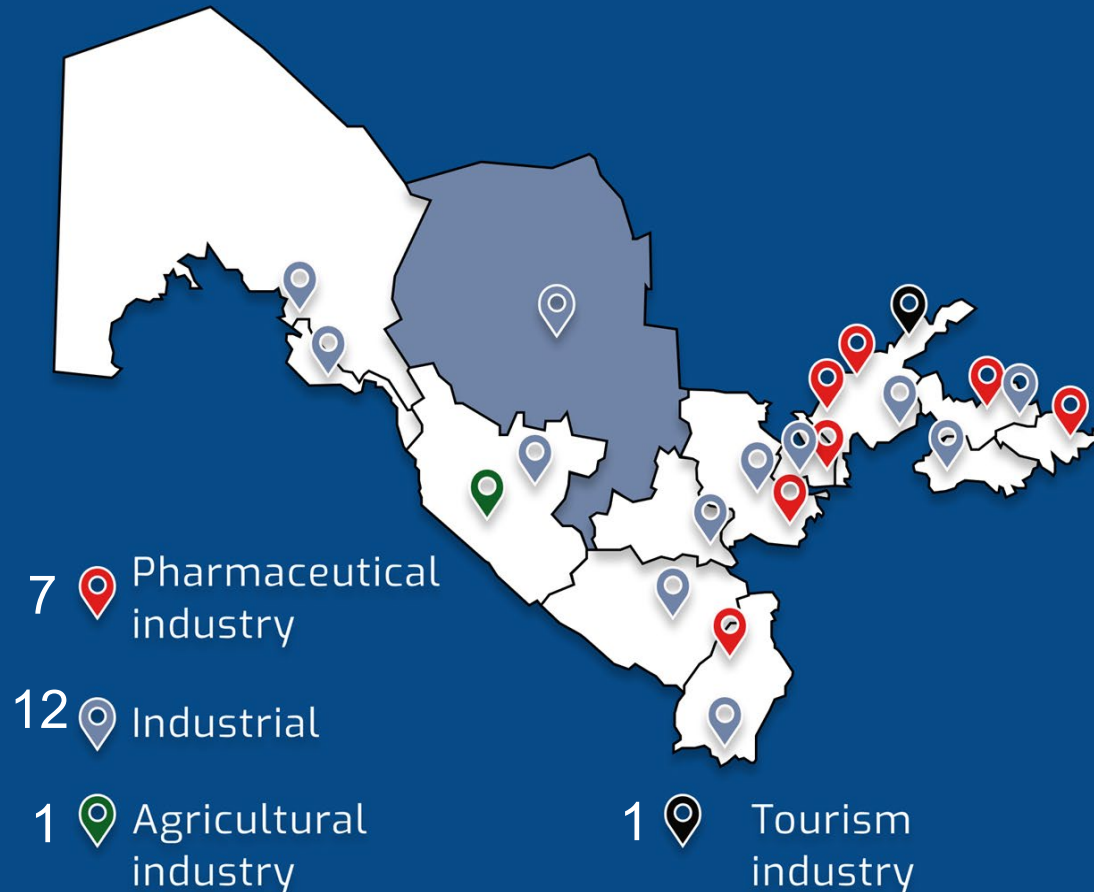 7 Pharmaceutical
industry
12 Industrial
1 Agricultural
industry
1 Tourism
industry